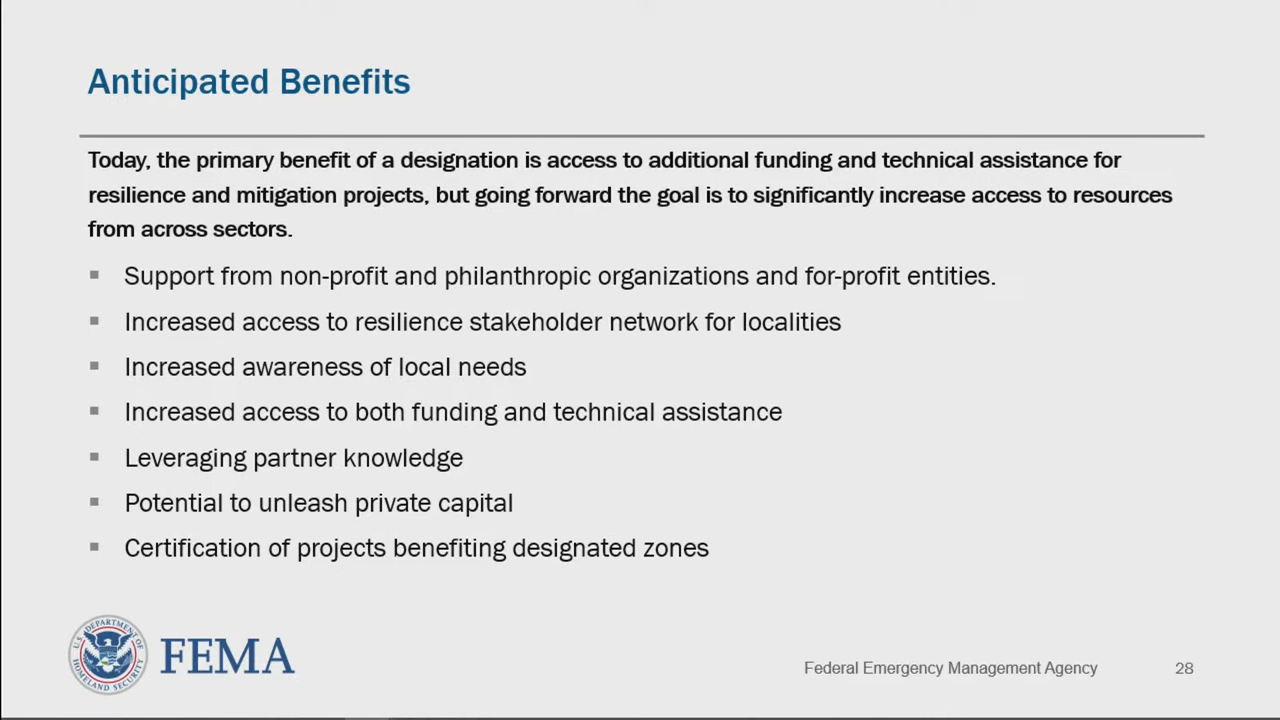 Anticipated Benefits
Today, the primary benefit of a designation is access to additional funding and technical assistance for
resilience and mitigation projects, but going forward the goal is to significantly increase access to resources
from across sectors.
▪ Support from non-profit and philanthropic organizations and for-profit entities.
▪ Increased access to resilience stakeholder network for localities
▪ Increased awareness of local needs
▪ Increased access to both funding and technical assistance
▪ Leveraging partner knowledge
▪ Potential to unleash private capital
▪ Certification of projects benefiting designated zones
U.S. DEPARTMENT OF
HOMELAND SECURITY
FEMA
Federal Emergency Management Agency
28